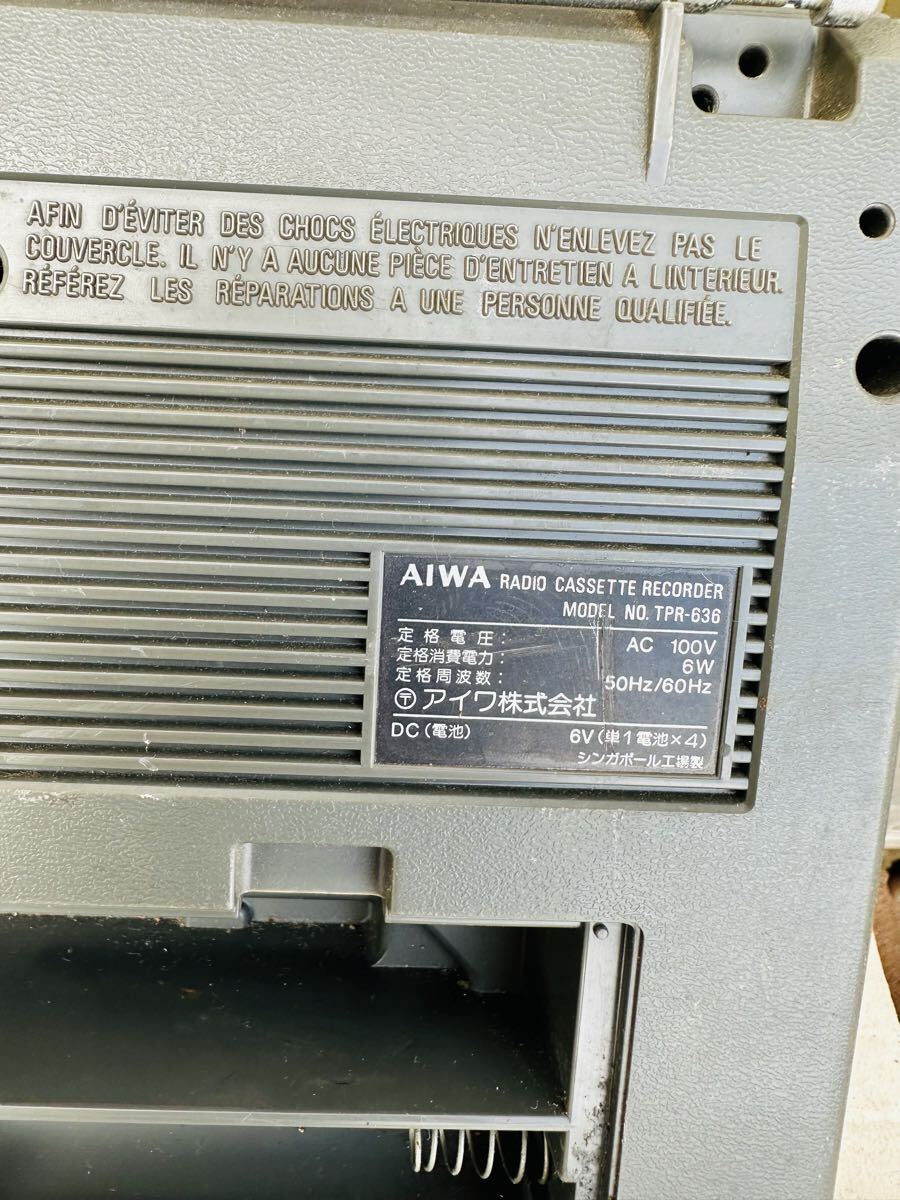 AFIN D'ÉVITER DES CHOCS ÉLECTRIQUES N'ENLEVEZ PAS LE
COUVERCLE. IL N'Y A AUCUNE PIÈCE D'ENTRETIEN A L'INTERIEUR.
RÉFÉREZ LES RÉPARATIONS A UNE PERSONNE QUALIFIÉE.
AIWA RADIO CASSETTE RECORDER
MODEL NO. TPR-636
定格電圧: AC 100V
定格消費電力: 6W
定格周波数: 50Hz/60Hz
〶アイワ株式会社
DC(電池) 6V(単1電池×4)
シンガポール工場製